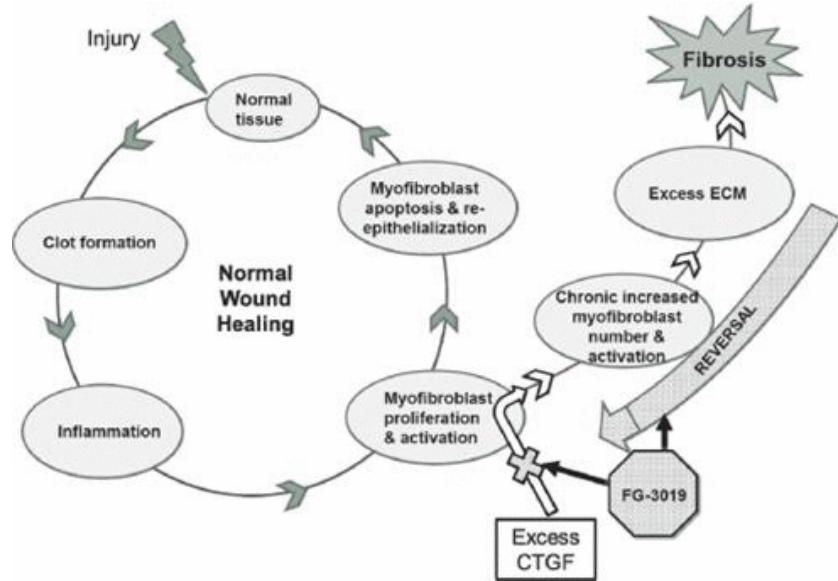 Injury
Normal
tissue
Clot formation
Inflammation
Normal
Wound
Healing
Myofibroblast
apoptosis & re-
epithelialization
Myofibroblast
proliferation
& activation
Excess
CTGF
FG-3019
REVERSAL
Chronic increased
myofibroblast
number &
activation
Excess ECM
Fibrosis